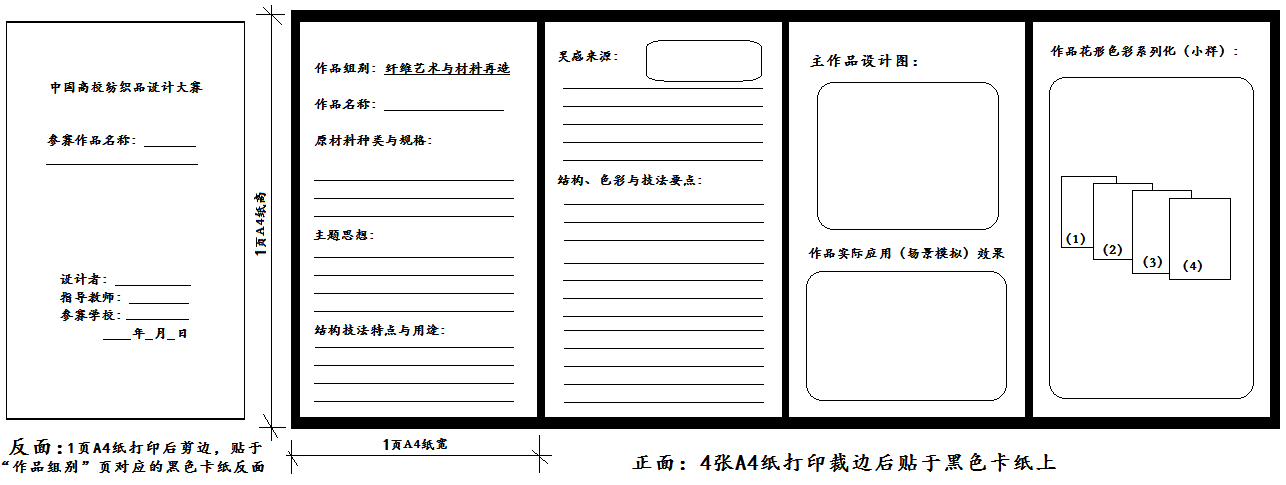 中国高校纺织品设计大赛
参赛作品名称：
设计者：
指导教师：
参赛学校：
年_月_日
反面：1页A4纸打印后剪边，贴于
“作品组别”页对应的黑色卡纸反面
1页A4纸高
作品组别：纤维艺术与材料再造
作品名称：
原材料种类与规格：
主题思想：
结构技法特点与用途：
1页A4纸宽
灵感来源：
结构、色彩与技法要点：
主作品设计图：
作品实际应用（场景模拟）效果
作品花形色彩系列化（小样）：
(1)
(2)
(3)
(4)
正面：4张A4纸打印裁边后贴于黑色卡纸上